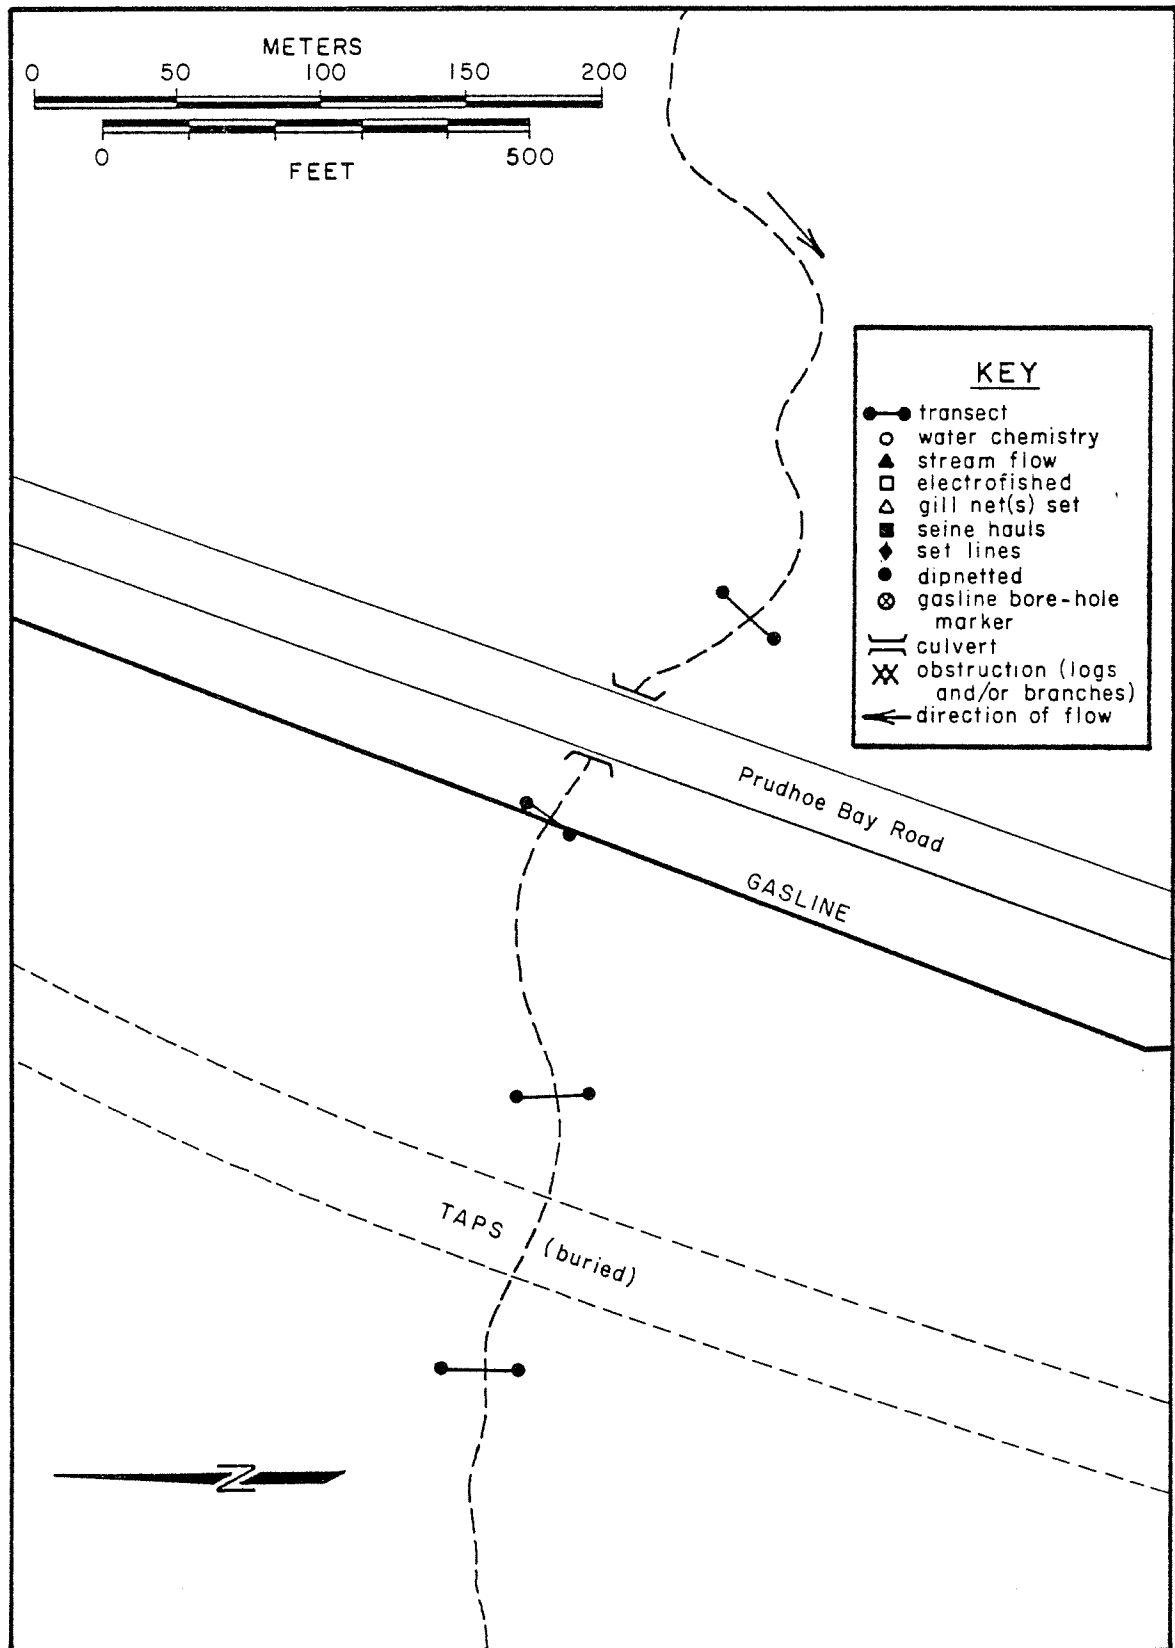 METERS
0 50 100 150 200
0 500
FEET
KEY
transect
water chemistry
stream flow
electrofished
gill net(s) set
seine hauls
set lines
dipnetted
gasline bore-hole
marker
culvert
obstruction (logs
and/or branches)
direction of flow
Prudhoe Bay Road
GASLINE
TAPS (buried)
N